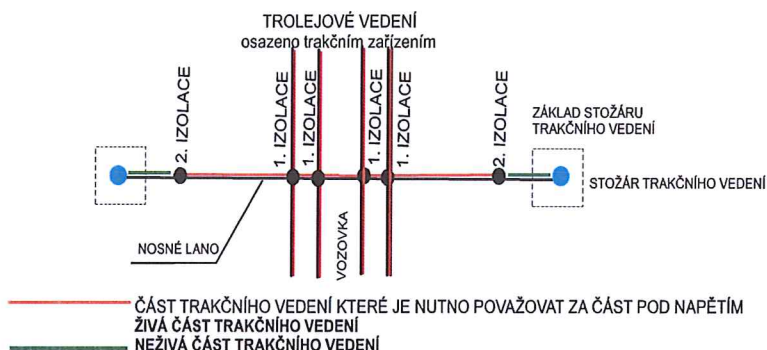 TROLEJOVÉ VEDENÍ
osazeno trakčním zařízením
2. IZOLACE
1. IZOLACE
1. IZOLACE
1. IZOLACE
1. IZOLACE
2. IZOLACE
ZÁKLAD STOŽÁRU
TRAKČNÍHO VEDENÍ
STOŽÁR TRAKČNÍHO VEDENÍ
NOSNÉ LANO
VOZOVKA
ČÁST TRAKČNÍHO VEDENÍ KTERÉ JE NUTNO POVAŽOVAT ZA ČÁST POD NAPĚTÍM
ŽIVÁ ČÁST TRAKČNÍHO VEDENÍ
NEŽIVÁ ČÁST TRAKČNÍHO VEDENÍ